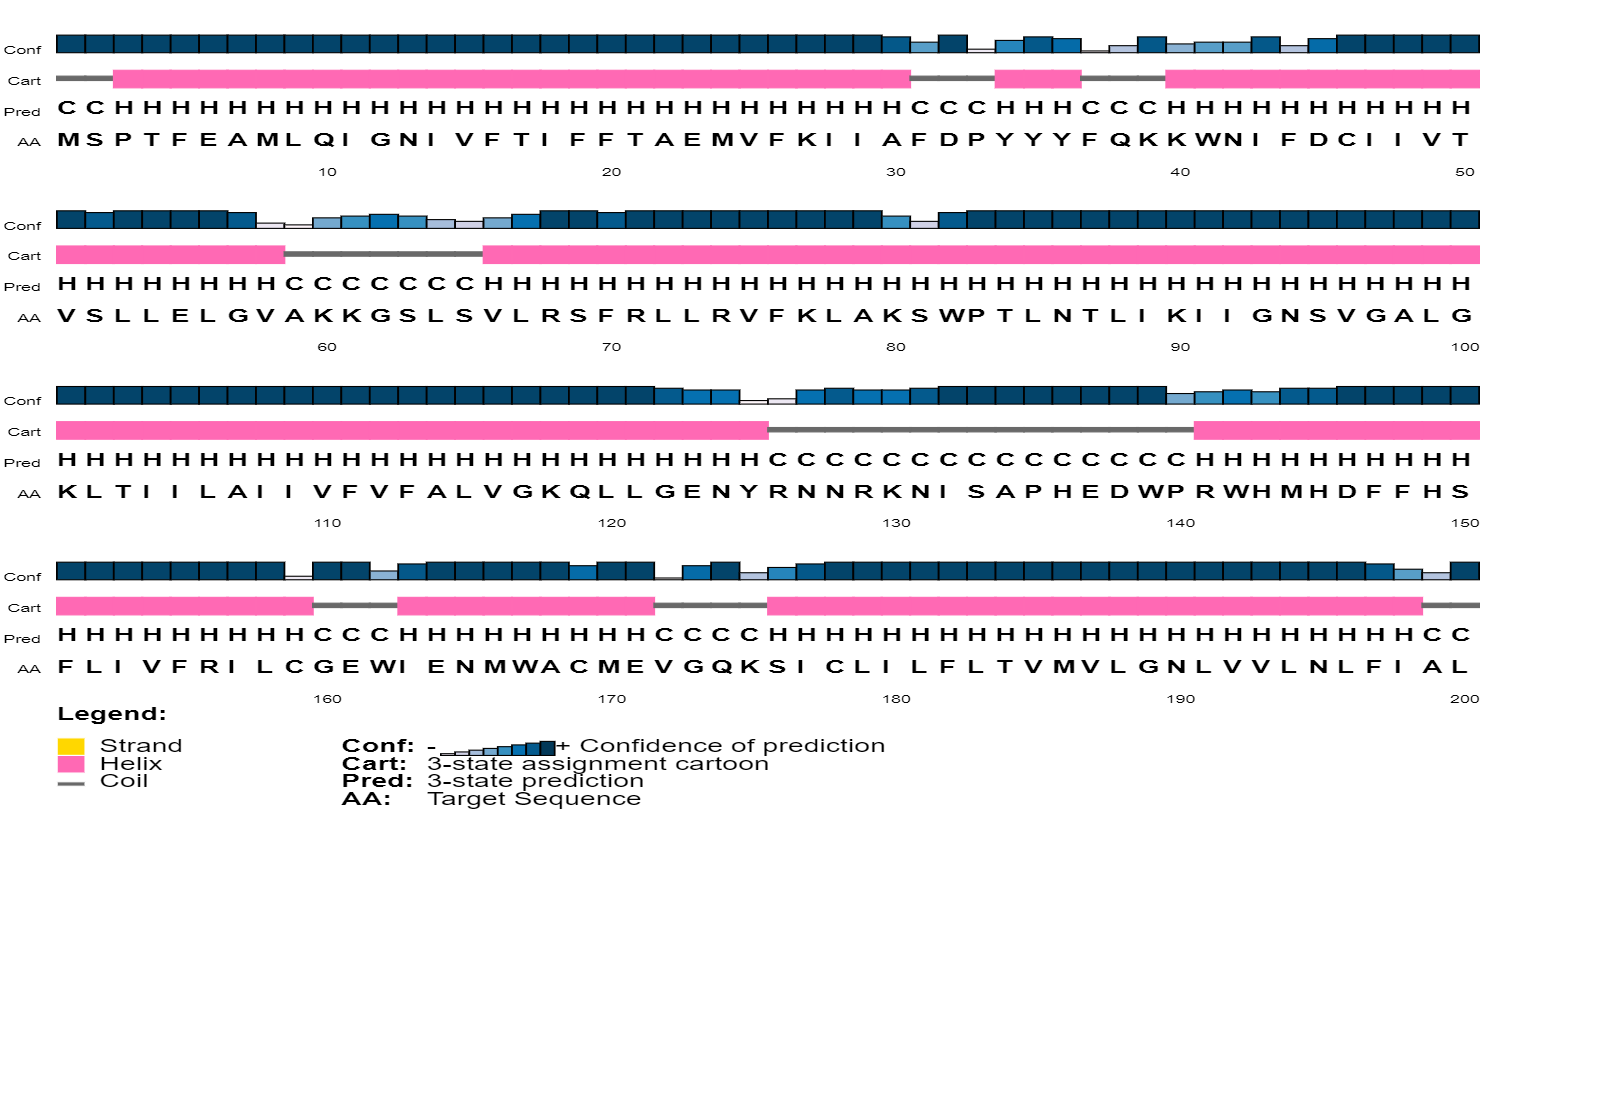 Conf
Cart
Pred C C H H H H H H H H H H H H H H H H H H H H H H H H H H H H C C C H H H C C C H H H H H H H H H H H
AA M S P T F E A M L Q I G N I V F T I F F T A E M V F K I I A F D P Y Y Y F Q K K W N I F D C I I V T
10 20 30 40 50
Conf
Cart
Pred H H H H H H H H C C C C C C C H H H H H H H H H H H H H H H H H H H H H H H H H H H H H H H H H H H
AA V S L L E L G V A K K G S L S V L R S F R L L R V F K L A K S W P T L N T L I K I I G N S V G A L G
60 70 80 90 100
Conf
Cart
Pred H H H H H H H H H H H H H H H H H H H H H H H H H C C C C C C C C C C C C C C C H H H H H H H H H H
AA K L T I I L A I I V F V F A L V G K Q L L G E N Y R N N R K N I S A P H E D W P R W H M H D F F H S
110 120 130 140 150
Conf
Cart
Pred H H H H H H H H H C C C H H H H H H H H H C C C C H H H H H H H H H H H H H H H H H H H H H H H C C
AA F L I V F R I L C G E W I E N M W A C M E V G Q K S I C L I L F L T V M V L G N L V V L N L F I A L
160 170 180 190 200
Legend:
Strand Conf: - + Confidence of prediction
Helix Cart: 3-state assignment cartoon
Coil Pred: 3-state prediction
AA: Target Sequence